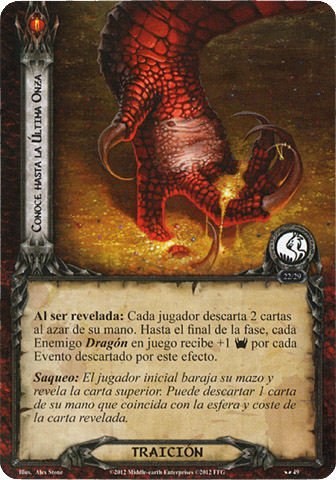 CONOCE HASTA LA ÚLTIMA ONZA
22/29
Al ser revelada: Cada jugador descarta 2 cartas
al azar de su mano. Hasta el final de la fase, cada
Enemigo Dragón en juego recibe +1 por cada
Evento descartado por este efecto.
Saqueo: El jugador inicial baraja su mazo y
revela la carta superior. Puede descartar 1 carta
de su mano que coincida con la esfera y coste de
la carta revelada.
TRAICIÓN
Illus. Alex Stone
©2012 Middle-earth Enterprises ©2012 FFG
49